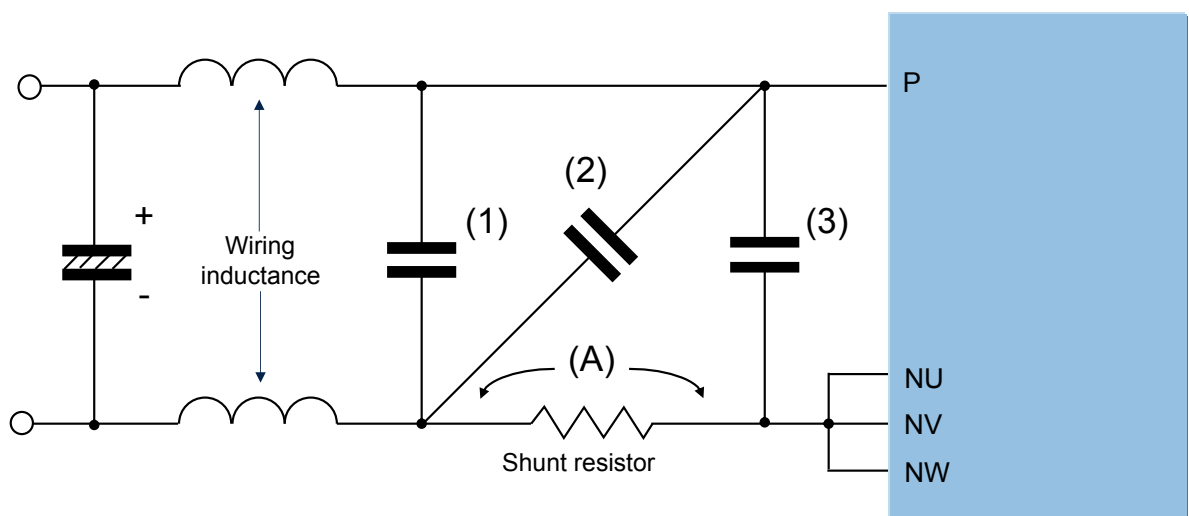 P
(2)
(1)
(3)
+
Wiring
inductance
-
(A)
NU
NV
NW
Shunt resistor